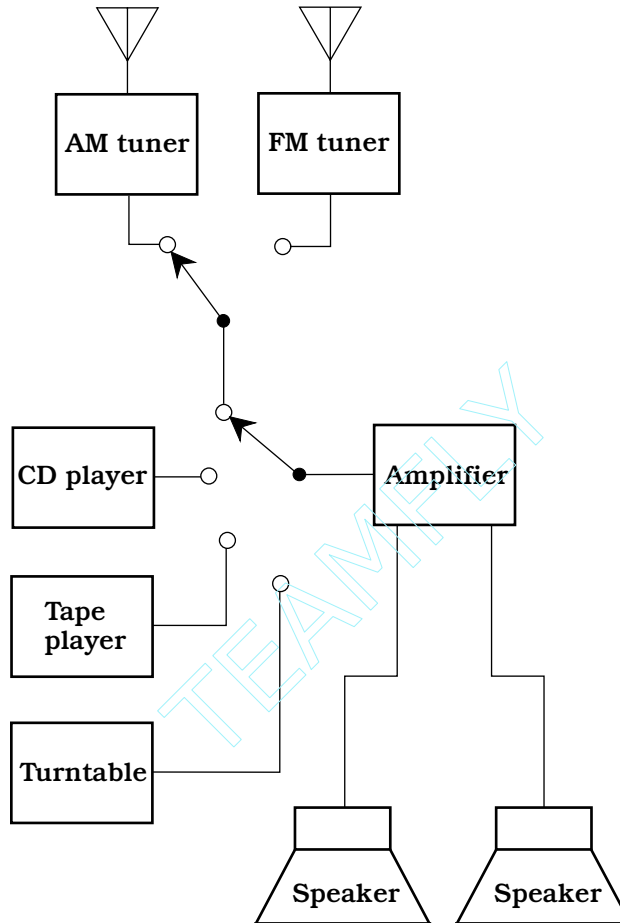 AM tuner
FM tuner
CD player
Amplifier
Tape
player
Turntable
Speaker
Speaker
TEAMFLY